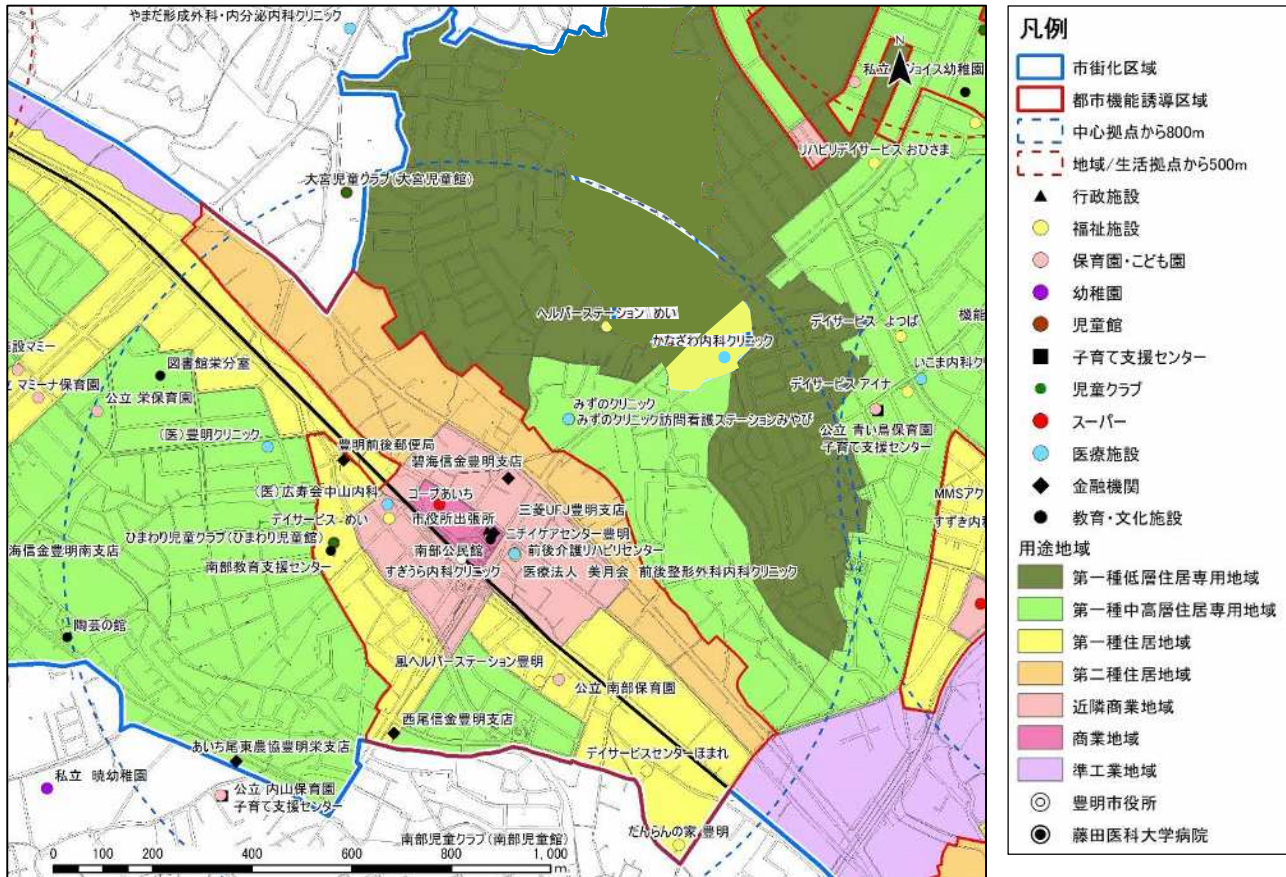 やまだ形成外科・内分泌内科クリニック
N
私立
ジョイス幼稚園
リハビリデイサービス おひさま
大宮児童クラブ(大宮児童館)
ヘルパーステーション めい
かなざわ内科クリニック
デイサービス よつば
機能
いこま内科ク
デイサービス アイナ
公立 青い鳥保育園
子育て支援センター
設マミー
マミーナ保育園
図書館栄分室
公立 栄保育園
みずのクリニック
みずのクリニック訪問看護ステーションみやび
(医)豊明クリニック
豊明前後郵便局
碧海信金豊明支店
MMSアク
すずき内科
(医)広寿会中山内科
コープあいち
デイサービス めい
市役所出張所
三菱UFJ豊明支店
ひまわり児童クラブ(ひまわり児童館)
ニチイケアセンター豊明
海信金豊明南支店
南部公民館
前後介護リハビリセンター
南部教育支援センター
すぎうら内科クリニック
医療法人 美月会 前後整形外科内科クリニック
陶芸の館
風ヘルパーステーション豊明
公立 南部保育園
西尾信金豊明支店
あいち尾東農協豊明栄支店
デイサービスセンターほまれ
私立 暁幼稚園
公立 内山保育園
子育て支援センター
南部児童クラブ(南部児童館)
だんらんの家 豊明
0 100 200 400 600 800 1,000
m
凡例
市街化区域
都市機能誘導区域
中心拠点から800m
地域/生活拠点から500m
行政施設
福祉施設
保育園・こども園
幼稚園
児童館
子育て支援センター
児童クラブ
スーパー
医療施設
金融機関
教育・文化施設
用途地域
第一種低層住居専用地域
第一種中高層住居専用地域
第一種住居地域
第二種住居地域
近隣商業地域
商業地域
準工業地域
豊明市役所
藤田医科大学病院